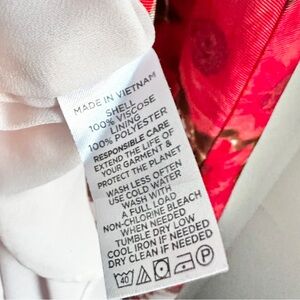 MADE IN VIETNAM
SHELL
100% VISCOSE
LINING
100% POLYESTER
RESPONSIBLE CARE
EXTEND THE LIFE OF
YOUR GARMENT &
PROTECT THE PLANET
WASH LESS OFTEN
USE COLD WATER
WASH WITH
A FULL LOAD
NON-CHLORINE BLEACH
WHEN NEEDED
TUMBLE DRY LOW
COOL IRON IF NEEDED
DRY CLEAN IF NEEDED
40 P